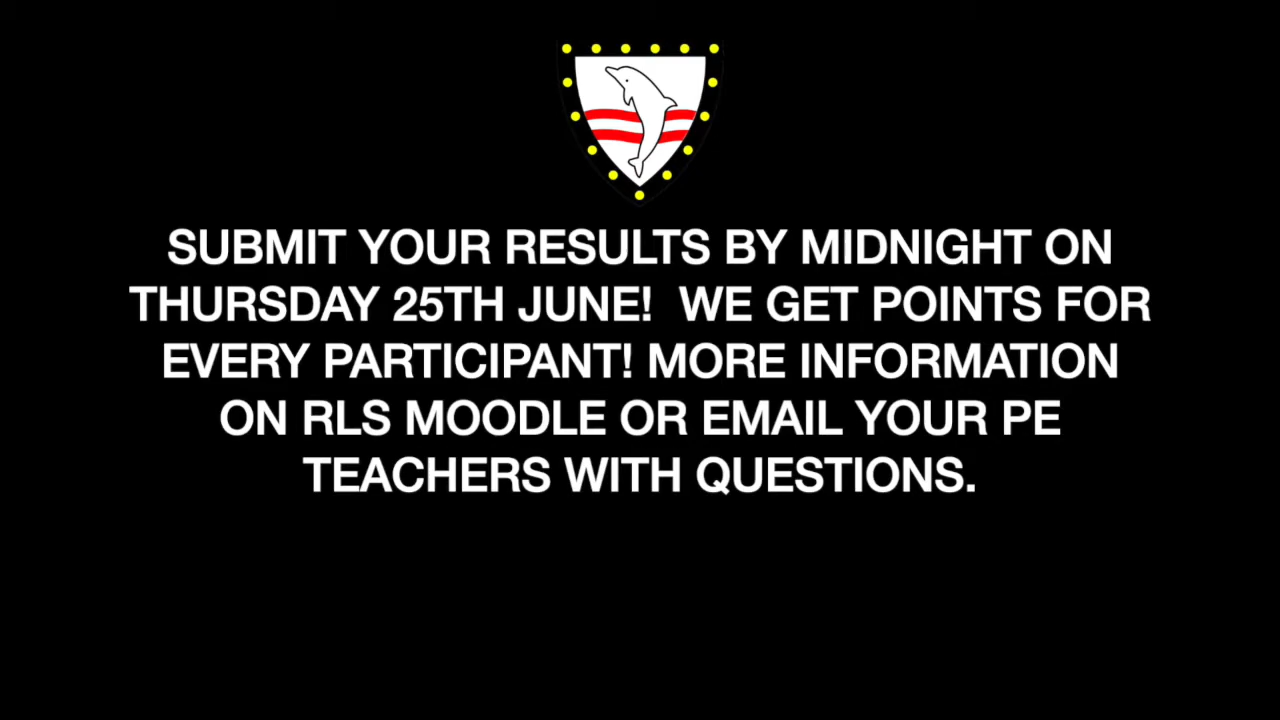 SUBMIT YOUR RESULTS BY MIDNIGHT ON
THURSDAY 25TH JUNE!  WE GET POINTS FOR
EVERY PARTICIPANT! MORE INFORMATION
ON RLS MOODLE OR EMAIL YOUR PE
TEACHERS WITH QUESTIONS.